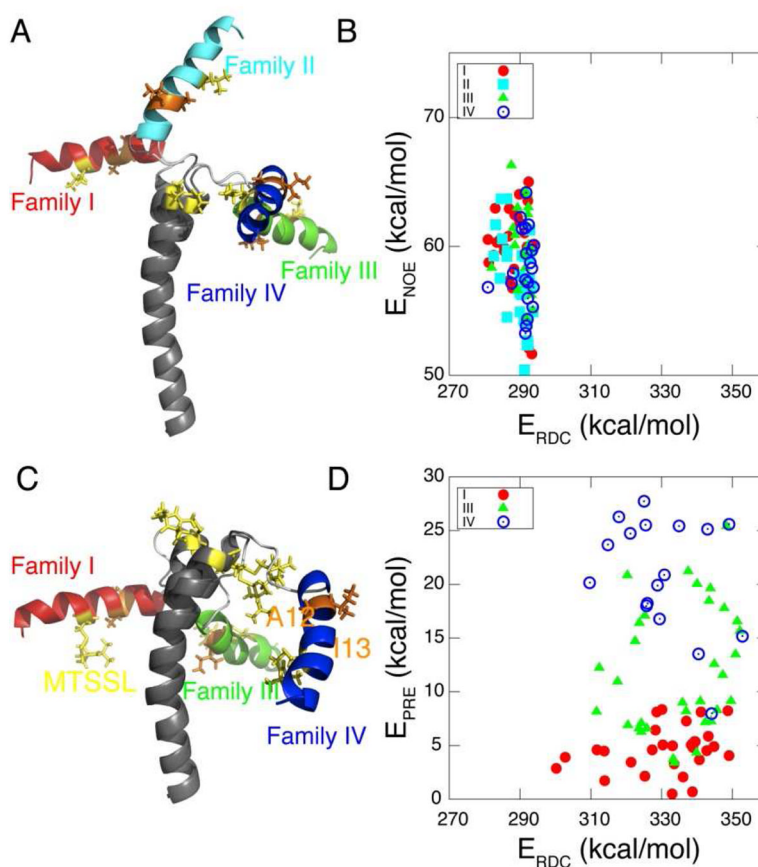 A
Family II
Family I
Family III
Family IV
B
I
II
III
IV
70
60
50
E_NOE (kcal/mol)
270 290 310 330 350
E_RDC (kcal/mol)
C
Family I
A12
I13
MTSSL
Family III
Family IV
D
I
III
IV
30
25
20
15
10
5
0
E_PRE (kcal/mol)
270 290 310 330 350
E_RDC (kcal/mol)